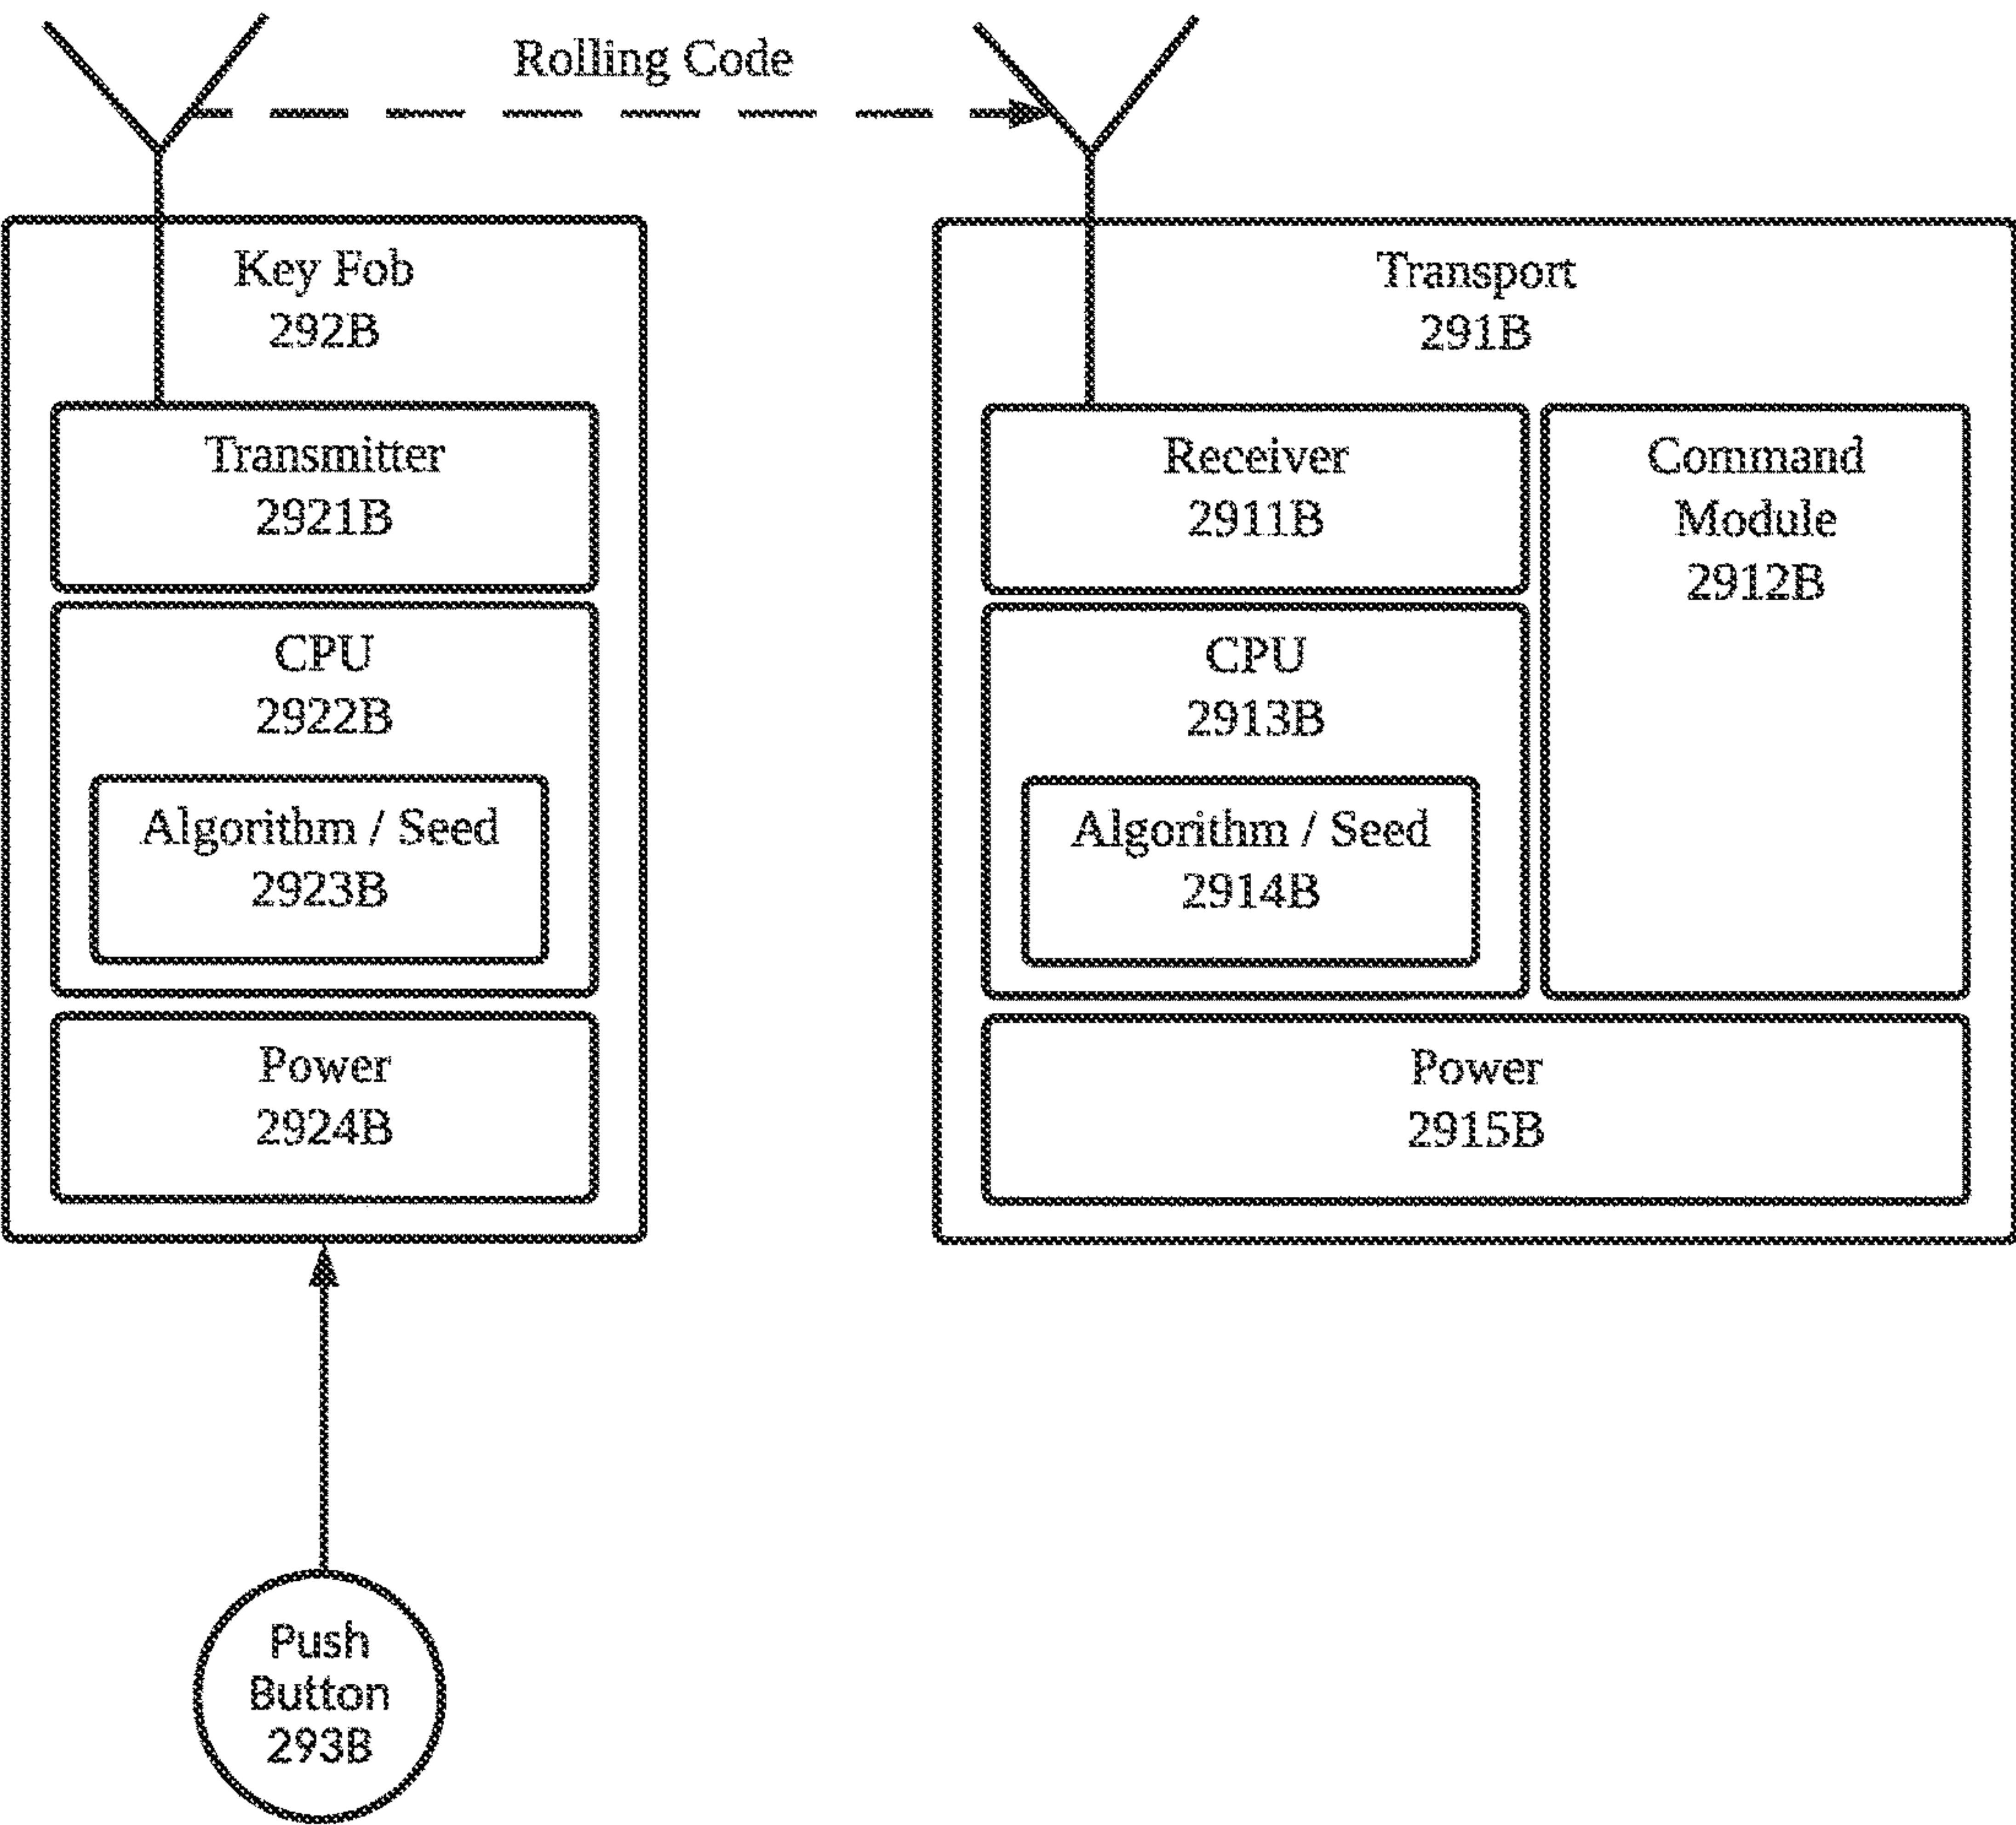 Rolling Code
Key Fob
292B
Transmitter
2921B
CPU
2922B
Algorithm / Seed
2923B
Power
2924B
Push
Button
293B
Transport
291B
Receiver
2911B
Command
Module
2912B
CPU
2913B
Algorithm / Seed
2914B
Power
2915B